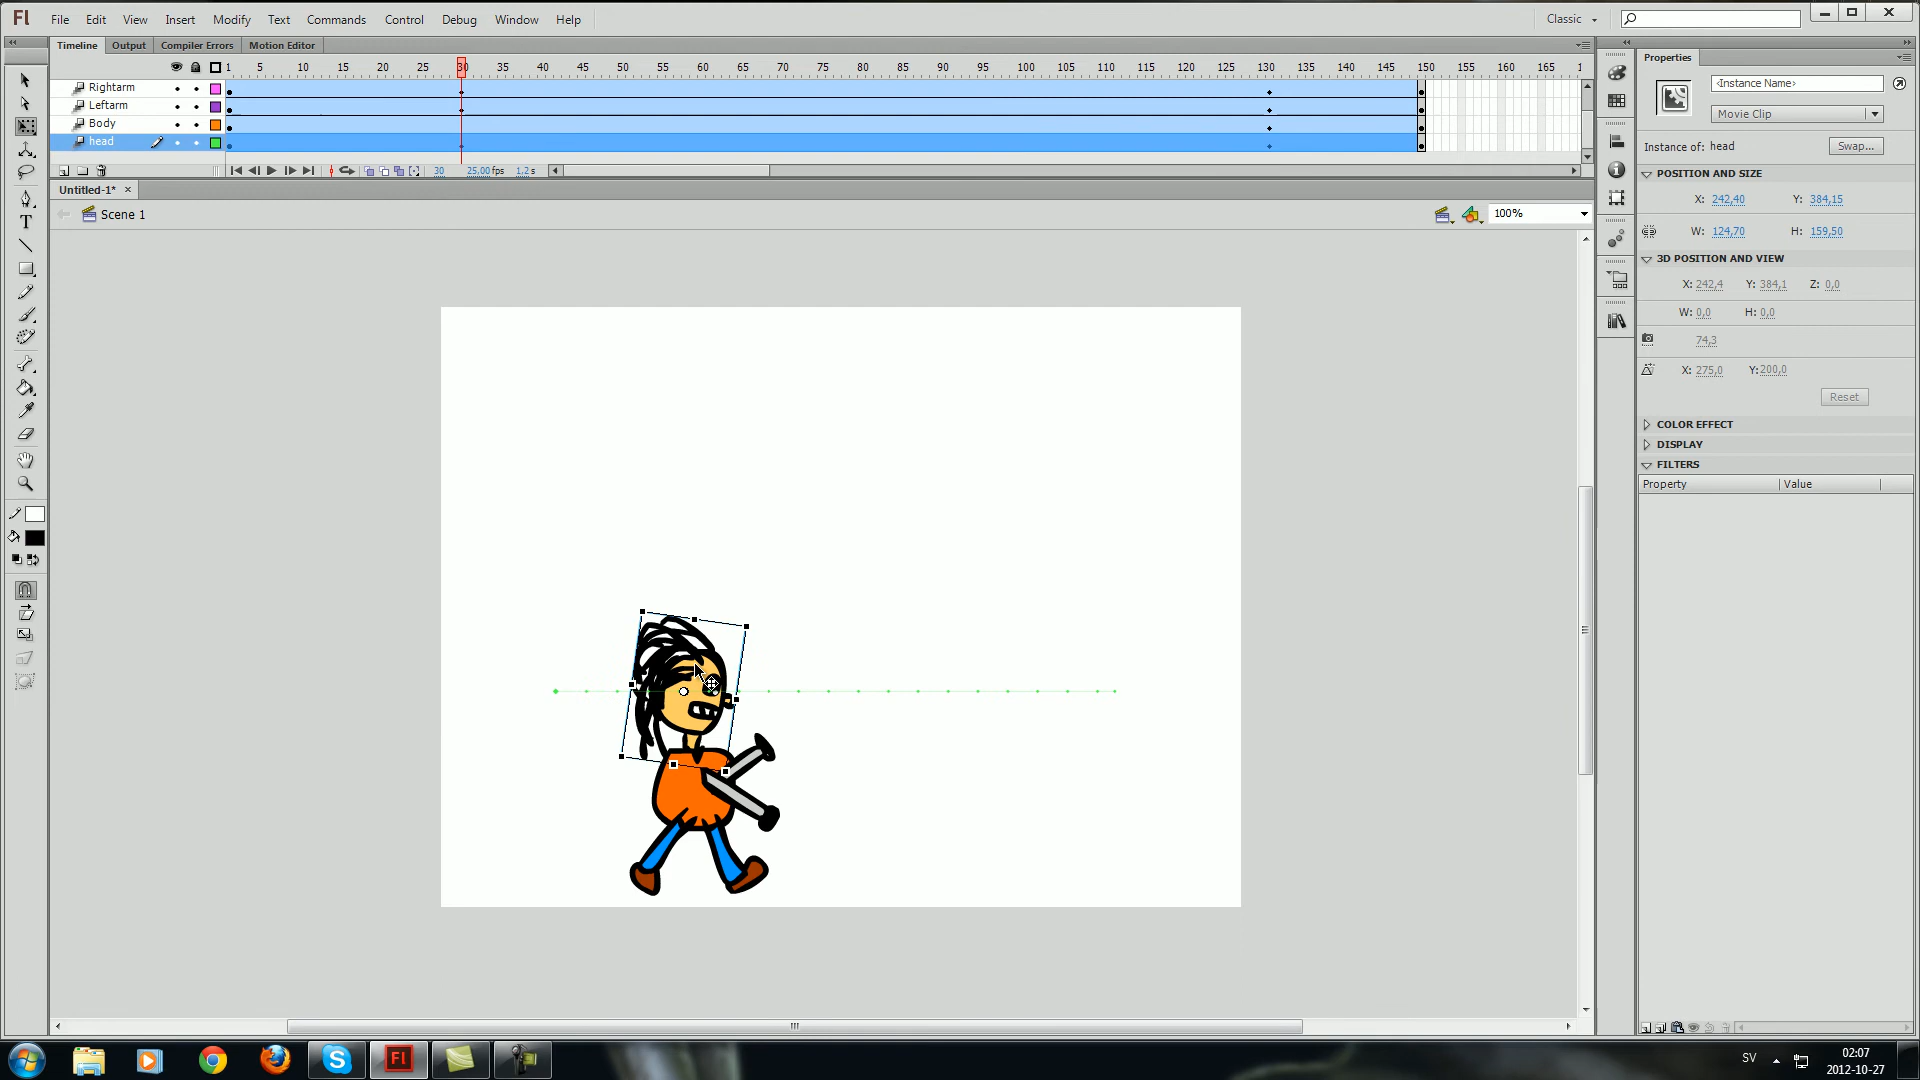 Fl File Edit View Insert Modify Text Commands Control Debug Window Help Classic
Timeline Output Compiler Errors Motion Editor
1 5 10 15 20 25 30 35 40 45 50 55 60 65 70 75 80 85 90 95 100 105 110 115 120 125 130 135 140 145 150 155 160 165 1
Rightarm
Leftarm
Body
head
30 25.00 fps 1.2 s
Untitled-1*
Scene 1
100%
T
Properties
<Instance Name>
Movie Clip
Instance of: head Swap...
POSITION AND SIZE
X: 242,40 Y: 384,15
W: 124,70 H: 159,50
3D POSITION AND VIEW
X: 242,4 Y: 384,1 Z: 0,0
W: 0,0 H: 0,0
74,3
X: 275,0 Y: 200,0
Reset
COLOR EFFECT
DISPLAY
FILTERS
Property Value
Fl
SV
02:07
2012-10-27